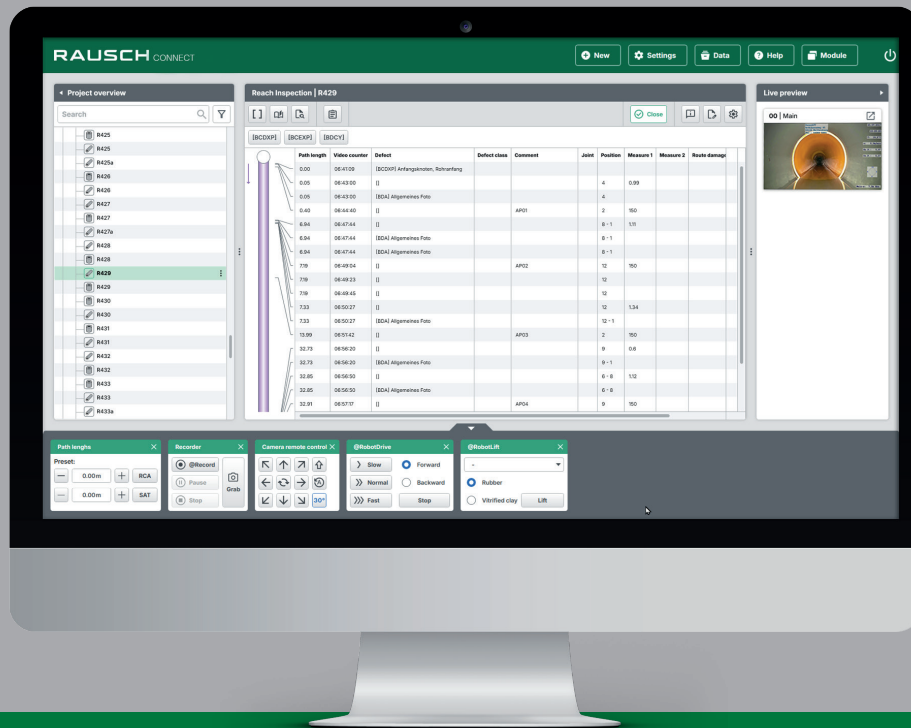 RAUSCH CONNECT
New
Settings
Data
Help
Module
Project overview
Search
R425
R425
R425a
R426
R426
R427
R427
R427a
R428
R428
R429
R429
R430
R430
R431
R431
R432
R432
R433
R433
R433a
Reach Inspection | R429
Close
[BCDXP] [BCEXP] [BDCY]
Path length Video counter Defect Defect class Comment Joint Position Measure 1 Measure 2 Route damage
0.00 06:41:09 [BCDXP] Anfangsknoten, Rohranfang
0.05 06:43:00 [] 4 0.99
0.05 06:43:00 [BDA] Allgemeines Foto 4
0.40 06:44:40 [] AP01 2 150
6.94 06:47:44 [] 8 - 1 1.11
6.94 06:47:44 [BDA] Allgemeines Foto 8 - 1
6.94 06:47:44 [BDA] Allgemeines Foto 8 - 1
7.19 06:49:04 [] AP02 12 150
7.19 06:49:23 [] 12
7.19 06:49:45 [] 12
7.33 06:50:27 [] 12 1.34
7.33 06:50:27 [BDA] Allgemeines Foto 12 - 1
13.99 06:51:42 [] AP03 2 150
32.73 06:56:20 [] 9 0.8
32.73 06:56:20 [BDA] Allgemeines Foto 9 - 1
32.85 06:56:50 [] 6 - 8 1.12
32.85 06:56:50 [BDA] Allgemeines Foto 6 - 8
32.91 06:57:17 [] AP04 9 150
Live preview
00 | Main
Path lenghs
Preset:
0.00m RCA
0.00m SAT
Recorder
@Record
Pause
Stop
Grab
Camera remote control
30°
@RobotDrive
Slow Forward
Normal Backward
Fast Stop
@RobotLift
-
Rubber
Vitrified clay Lift